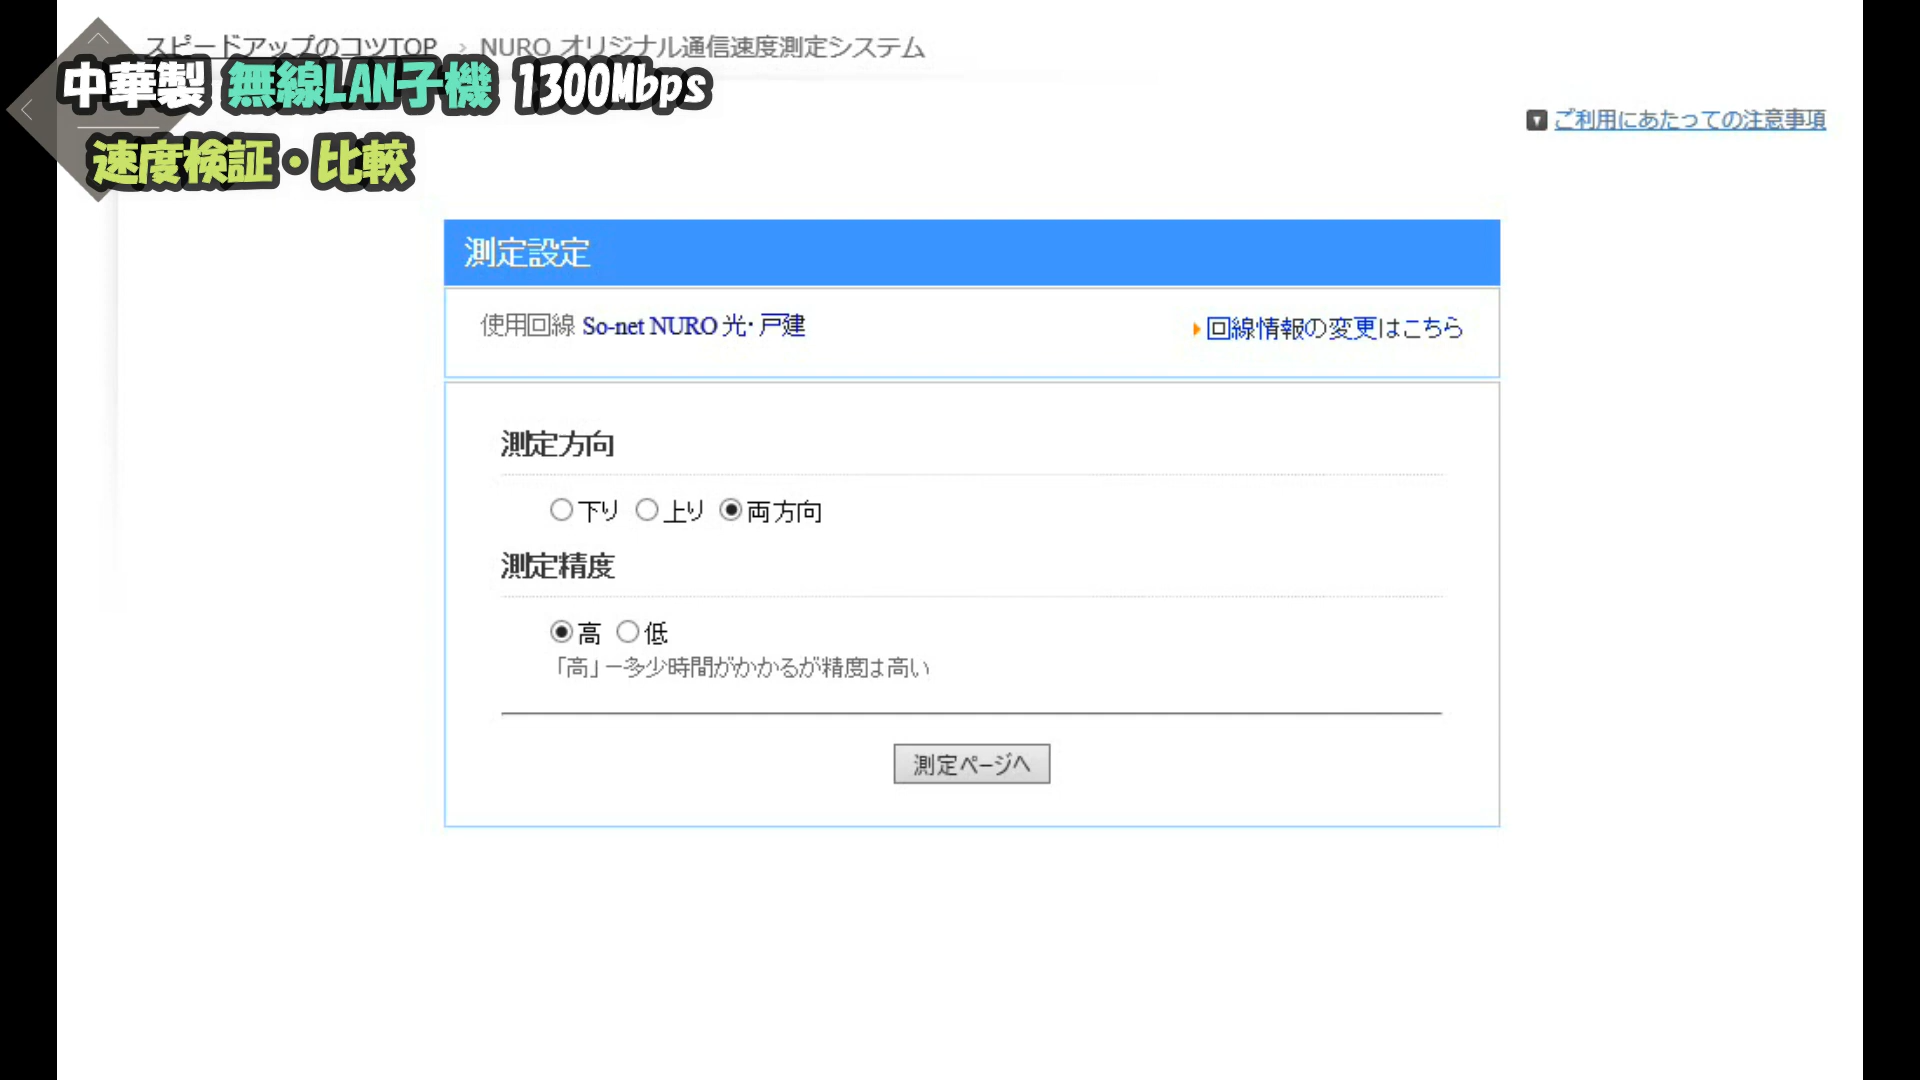 スピードアップのコツTOP > NURO オリジナル通信速度測定システム
中華製 無線LAN子機 1300Mbps
速度検証・比較
ご利用にあたっての注意事項
測定設定
使用回線 So-net NURO 光・戸建
回線情報の変更はこちら
測定方向
下り 上り 両方向
測定精度
高 低
「高」－多少時間がかかるが精度は高い
測定ページへ